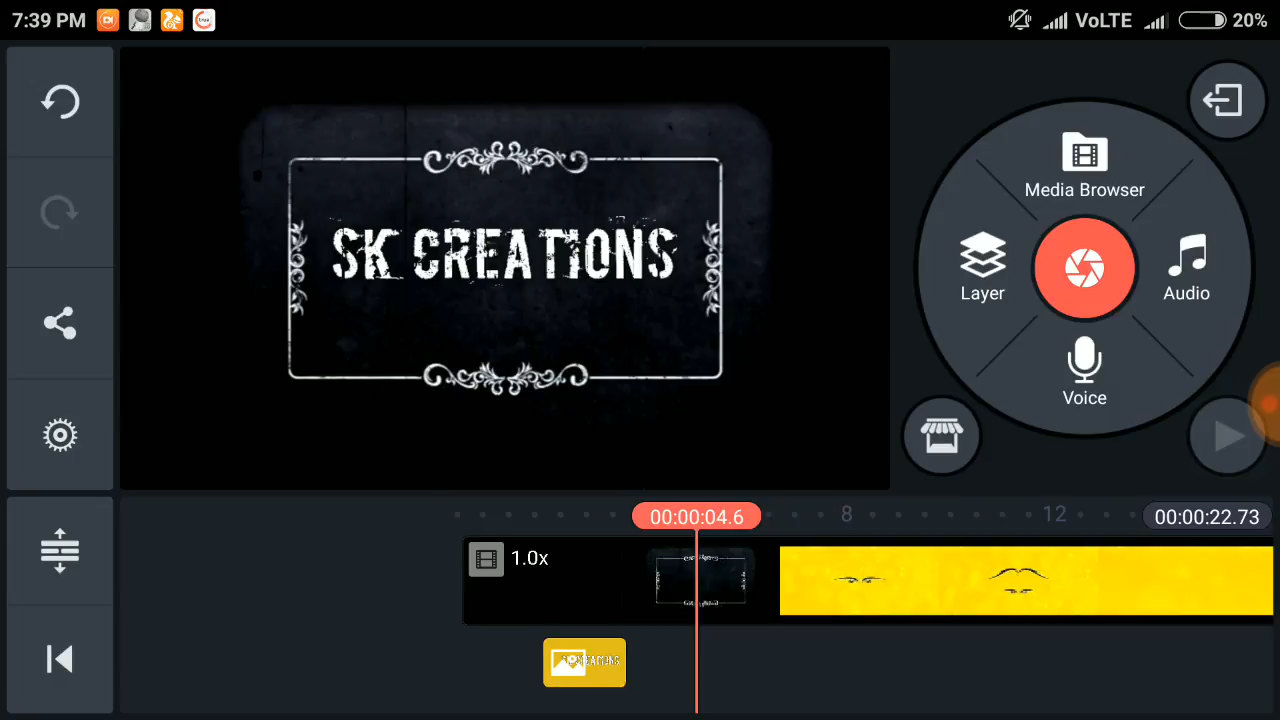 7:39 PM
VoLTE
20%
SK CREATIONS
Media Browser
Layer
Audio
Voice
00:00:04.6
8
12
00:00:22.73
1.0x